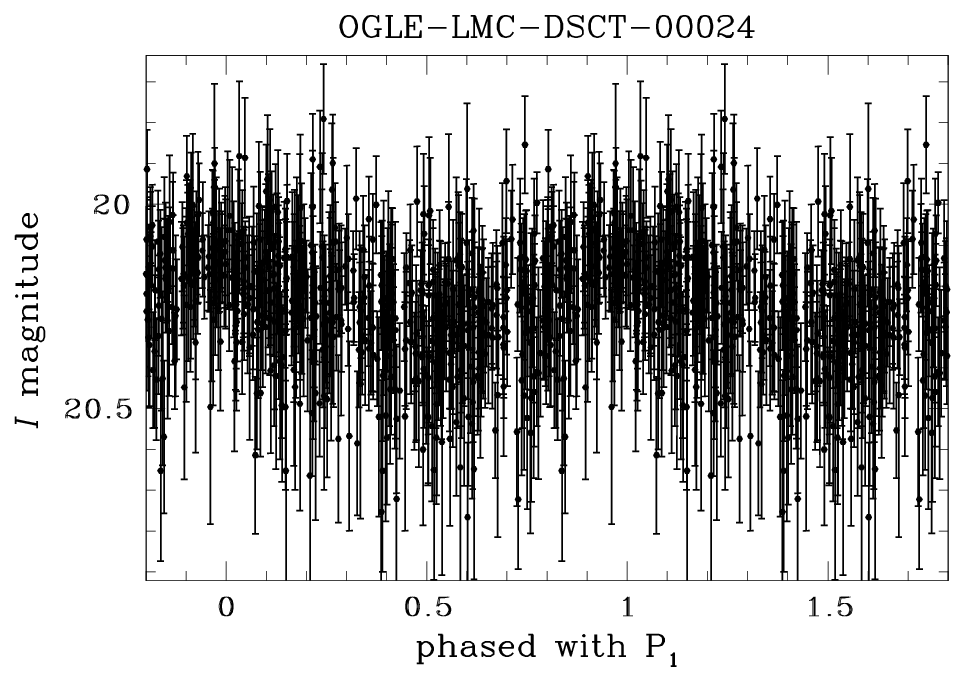 OGLE-LMC-DSCT-00024
I magnitude
20
20.5
0 0.5 1 1.5
phased with P₁